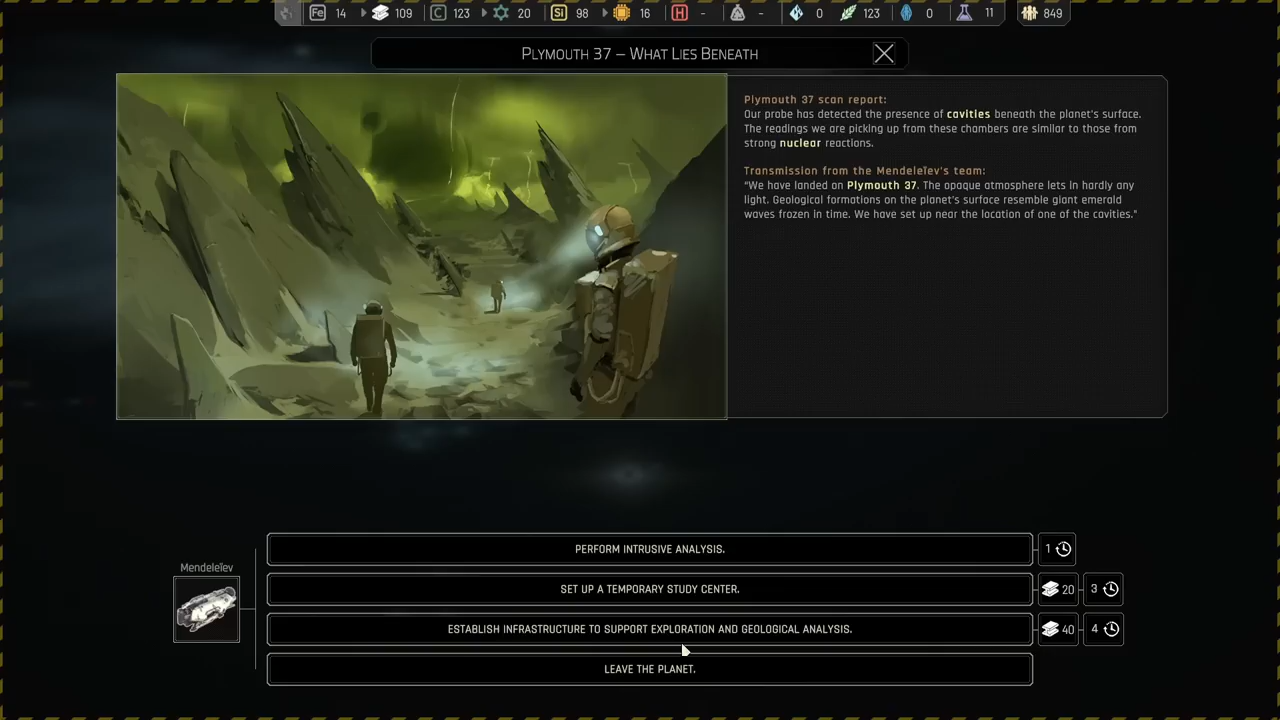 Fe 14 109 C 123 20 SI 98 16 H - - 0 123 0 11 849
PLYMOUTH 37 – WHAT LIES BENEATH
Plymouth 37 scan report:
Our probe has detected the presence of cavities beneath the planet's surface.
The readings we are picking up from these chambers are similar to those from
strong nuclear reactions.
Transmission from the Mendeleïev's team:
"We have landed on Plymouth 37. The opaque atmosphere lets in hardly any
light. Geological formations on the planet's surface resemble giant emerald
waves frozen in time. We have set up near the location of one of the cavities."
Mendeleïev
PERFORM INTRUSIVE ANALYSIS. 1
SET UP A TEMPORARY STUDY CENTER. 20 3
ESTABLISH INFRASTRUCTURE TO SUPPORT EXPLORATION AND GEOLOGICAL ANALYSIS. 40 4
LEAVE THE PLANET.